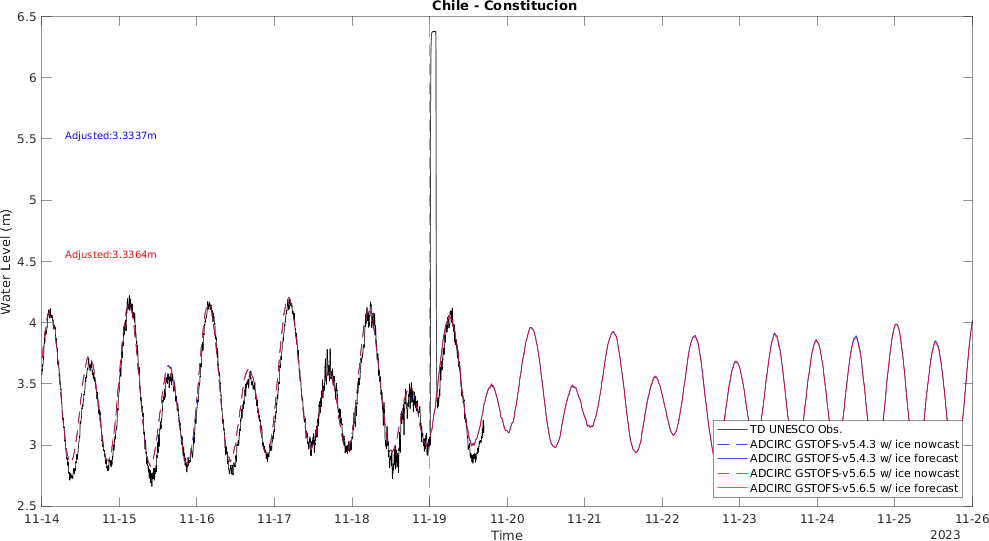 Chile - Constitucion
6.5
6
5.5
5
4.5
4
3.5
3
2.5
Water Level (m)
Adjusted:3.3337m
Adjusted:3.3364m
TD UNESCO Obs.
ADCIRC GSTOFS-v5.4.3 w/ ice nowcast
ADCIRC GSTOFS-v5.4.3 w/ ice forecast
ADCIRC GSTOFS-v5.6.5 w/ ice nowcast
ADCIRC GSTOFS-v5.6.5 w/ ice forecast
11-14 11-15 11-16 11-17 11-18 11-19 11-20 11-21 11-22 11-23 11-24 11-25 11-26
Time
2023